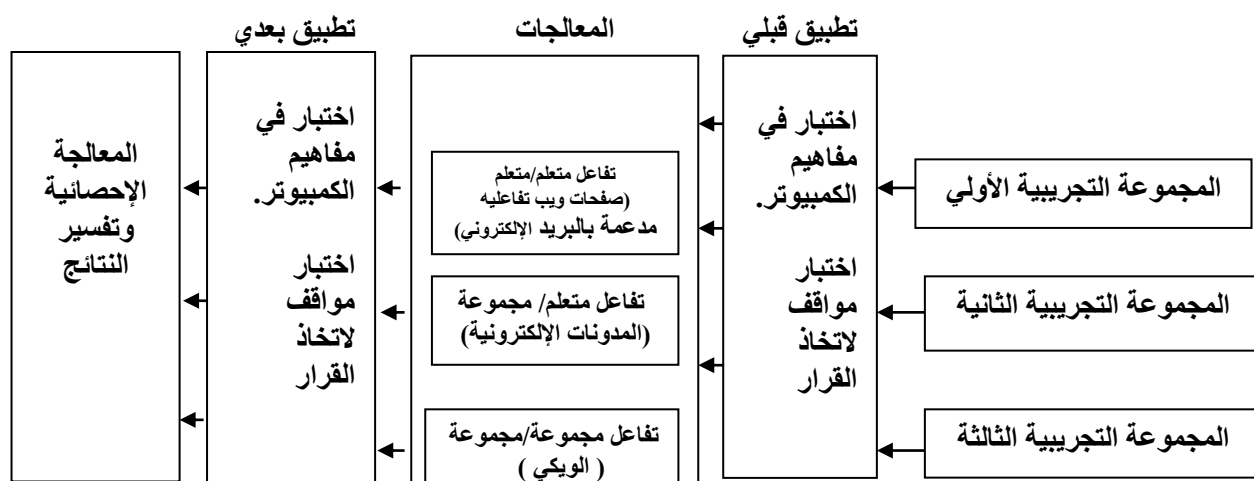 تطبيق قبلي
المعالجات
تطبيق بعدي
المجموعة التجريبية الأولي
المجموعة التجريبية الثانية
المجموعة التجريبية الثالثة
اختبار في
مفاهيم
الكمبيوتر.
اختبار
مواقف
لاتخاذ
القرار
تفاعل متعلم/متعلم
(صفحات ويب تفاعليه
مدعمة بالبريد الإلكتروني)
تفاعل متعلم/ مجموعة
(المدونات الإلكترونية)
تفاعل مجموعة/مجموعة
( الويكي )
اختبار في
مفاهيم
الكمبيوتر.
اختبار
مواقف
لاتخاذ
القرار
المعالجة
الإحصائية
وتفسير
النتائج